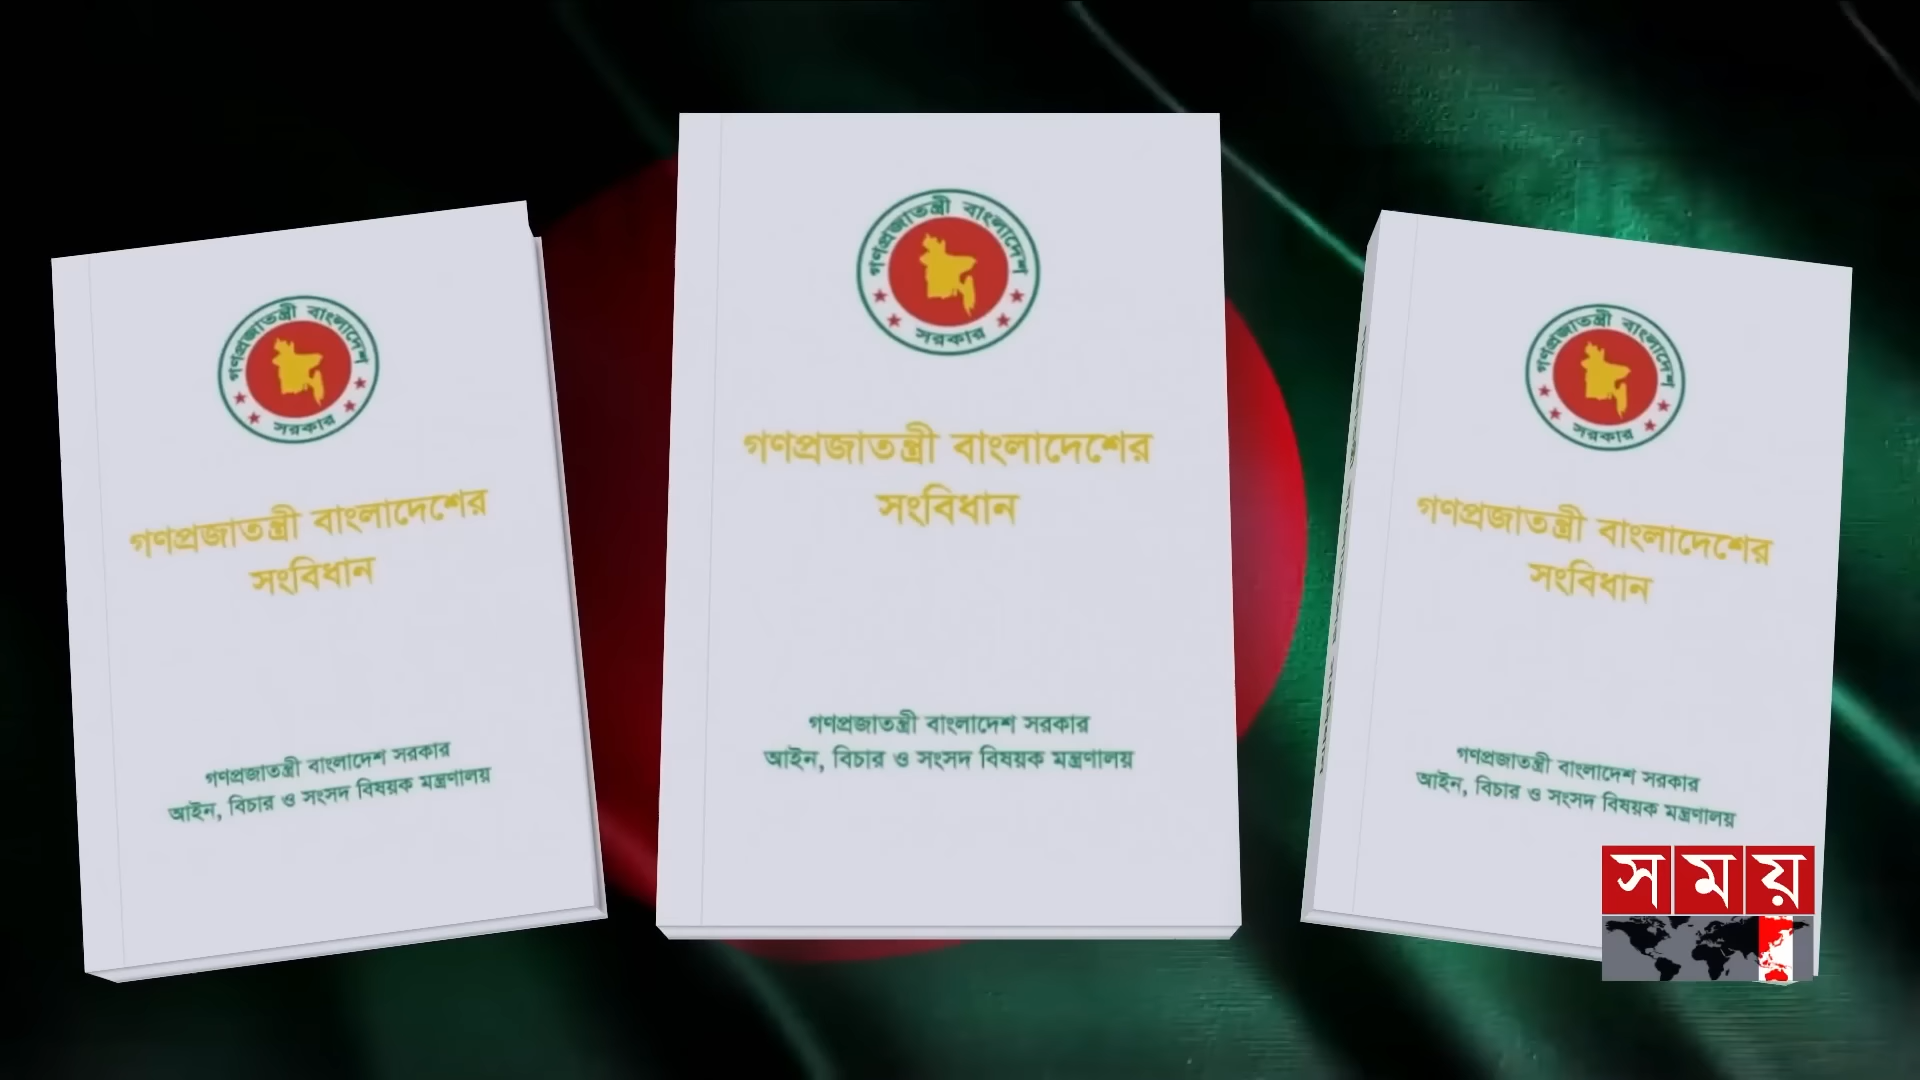 গণপ্রজাতন্ত্রী বাংলাদেশ
সরকার
গণপ্রজাতন্ত্রী বাংলাদেশের
সংবিধান
গণপ্রজাতন্ত্রী বাংলাদেশ সরকার
আইন, বিচার ও সংসদ বিষয়ক মন্ত্রণালয়
গণপ্রজাতন্ত্রী বাংলাদেশ
সরকার
গণপ্রজাতন্ত্রী বাংলাদেশের
সংবিধান
গণপ্রজাতন্ত্রী বাংলাদেশ সরকার
আইন, বিচার ও সংসদ বিষয়ক মন্ত্রণালয়
গণপ্রজাতন্ত্রী বাংলাদেশ
সরকার
গণপ্রজাতন্ত্রী বাংলাদেশের
সংবিধান
গণপ্রজাতন্ত্রী বাংলাদেশ সরকার
আইন, বিচার ও সংসদ বিষয়ক মন্ত্রণালয়
সময়